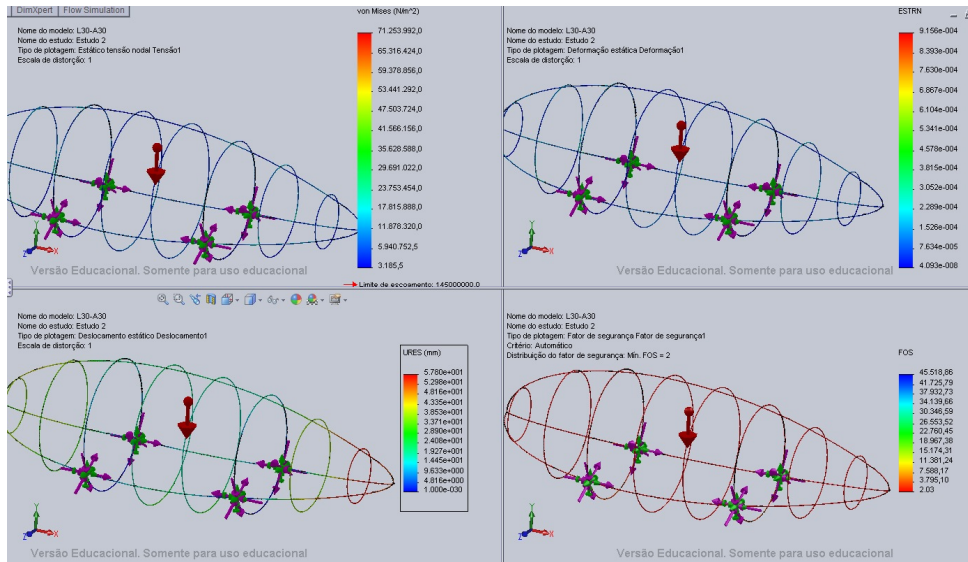 DimXpert Flow Simulation
Nome do modelo: L30-A30
Nome do estudo: Estudo 2
Tipo de plotagem: Estático tensão nodal Tensão1
Escala de distorção: 1
von Mises (N/m^2)
71.253.992,0
65.316.424,0
59.378.856,0
53.441.292,0
47.503.724,0
41.566.156,0
35.628.588,0
29.691.022,0
23.753.454,0
17.815.888,0
11.878.320,0
5.940.752,5
3.185,5
Limite de escoamento: 145000000.0
Y
X
Z
Versão Educacional. Somente para uso educacional
Nome do modelo: L30-A30
Nome do estudo: Estudo 2
Tipo de plotagem: Deformação estática Deformação1
Escala de distorção: 1
ESTRN
9.156e-004
8.393e-004
7.630e-004
6.867e-004
6.104e-004
5.341e-004
4.578e-004
3.815e-004
3.052e-004
2.289e-004
1.526e-004
7.634e-005
4.093e-008
Y
X
Z
Versão Educacional. Somente para uso educacional
Nome do modelo: L30-A30
Nome do estudo: Estudo 2
Tipo de plotagem: Deslocamento estático Deslocamento1
Escala de distorção: 1
URES (mm)
5.780e+001
5.298e+001
4.816e+001
4.335e+001
3.853e+001
3.371e+001
2.890e+001
2.408e+001
1.927e+001
1.445e+001
9.633e+000
4.816e+000
1.000e-030
Y
X
Z
Versão Educacional. Somente para uso educacional
Nome do modelo: L30-A30
Nome do estudo: Estudo 2
Tipo de plotagem: Fator de segurança Fator de segurança1
Critério: Automático
Distribuição do fator de segurança: Mín. FOS = 2
FOS
45.518,86
41.725,79
37.932,73
34.139,66
30.346,59
26.553,52
22.760,45
18.967,38
15.174,31
11.381,24
7.588,17
3.795,10
2.03
Y
X
Z
Versão Educacional. Somente para uso educacional